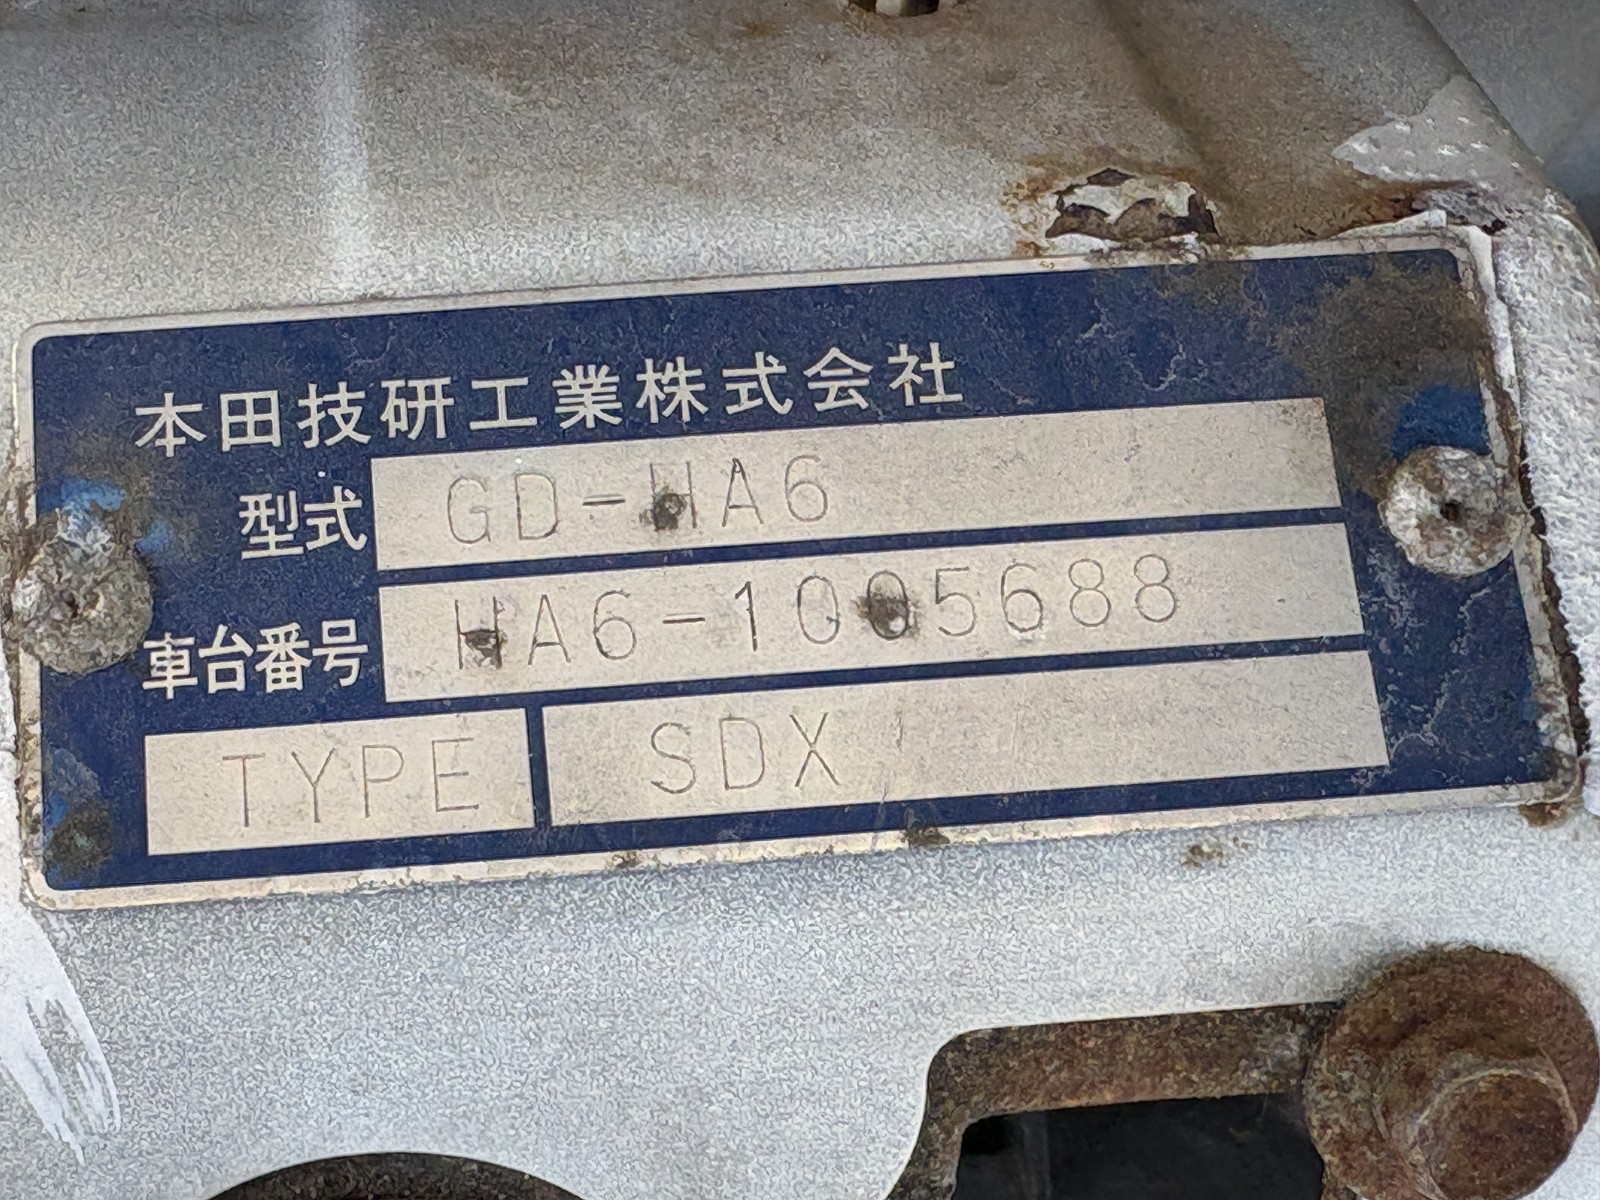 本田技研工業株式会社
型式 GD-HA6
車台番号 HA6-1005688
TYPE SDX